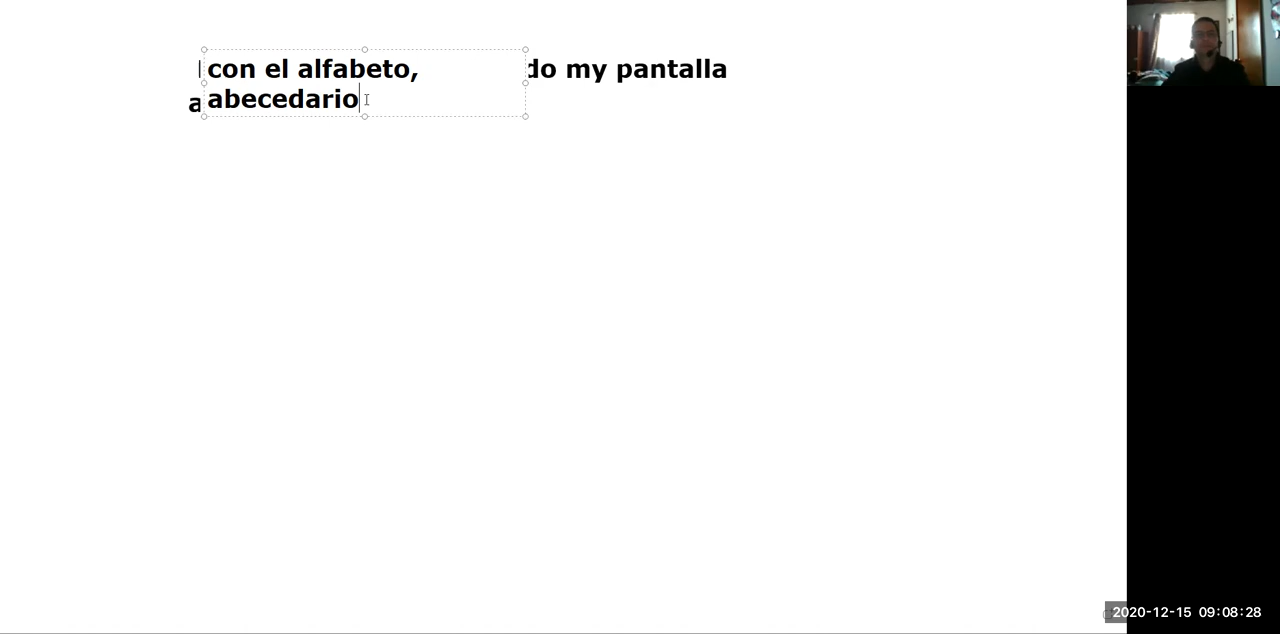 con el alfabeto,
do my pantalla
abecedario
a
2020-12-15 09:08:28